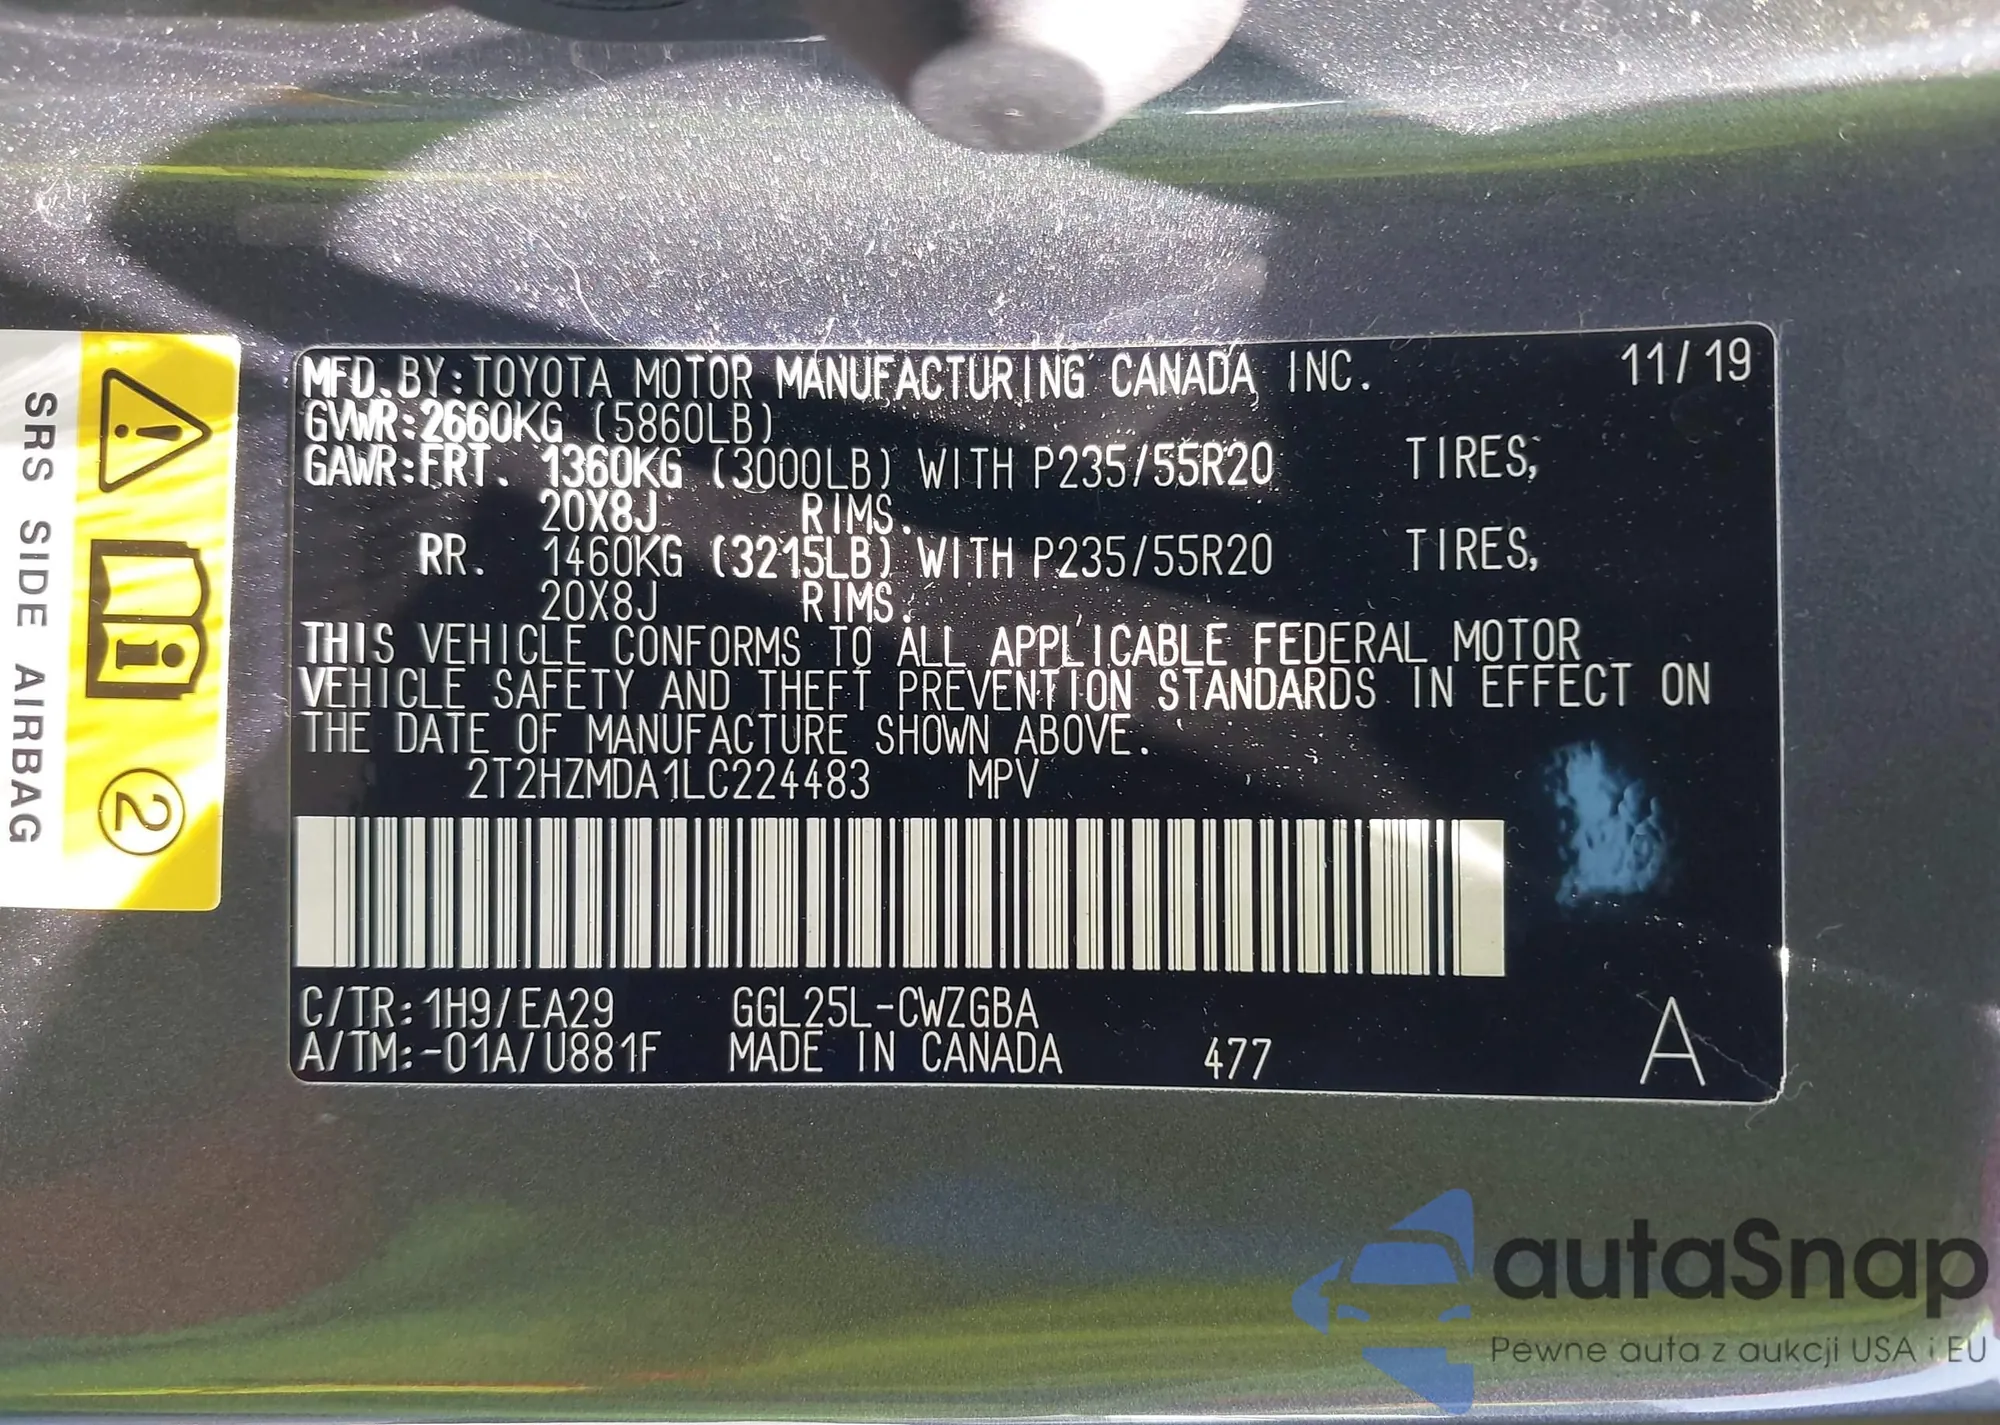 MFD.BY:TOYOTA MOTOR MANUFACTURING CANADA INC. 11/19
GVWR:2660KG (5860LB)
GAWR:FRT. 1360KG (3000LB) WITH P235/55R20 TIRES,
20X8J RIMS.
RR. 1460KG (3215LB) WITH P235/55R20 TIRES,
20X8J RIMS.
THIS VEHICLE CONFORMS TO ALL APPLICABLE FEDERAL MOTOR
VEHICLE SAFETY AND THEFT PREVENTION STANDARDS IN EFFECT ON
THE DATE OF MANUFACTURE SHOWN ABOVE.
2T2HZMDA1LC224483 MPV
C/TR:1H9/EA29 GGL25L-CWZGBA
A/TM:-01A/U881F MADE IN CANADA 477 A
SRS SIDE AIRBAG
2
autaSnap
Pewne auta z aukcji USA i EU